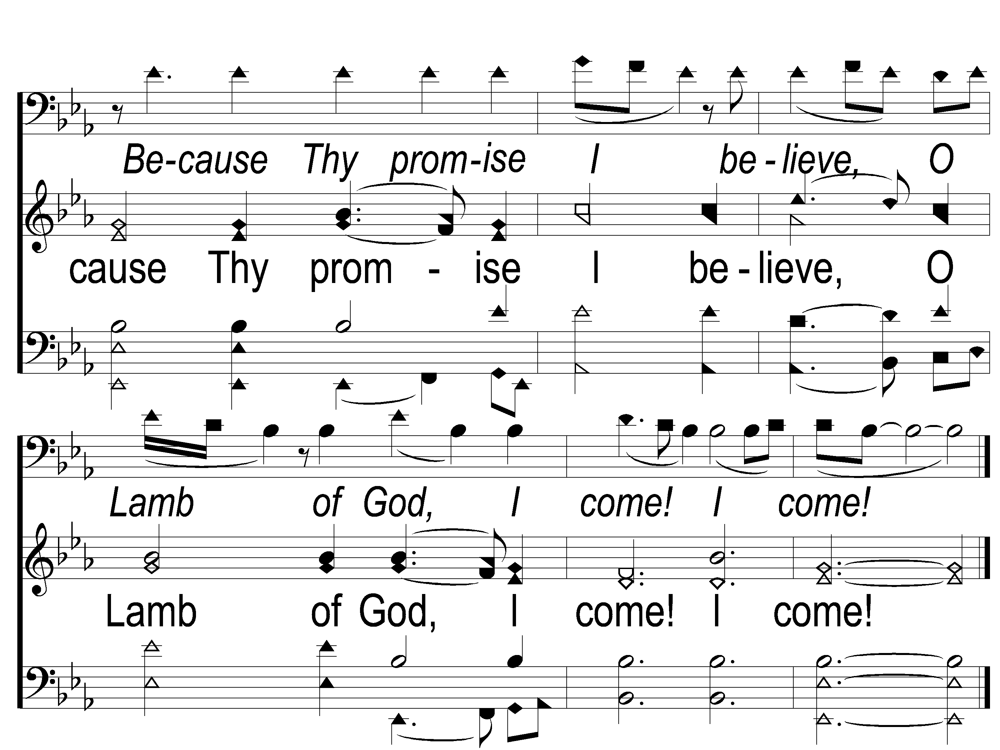 Be-cause Thy prom-ise I be - lieve, O
cause Thy prom - ise I be - lieve, O
Lamb of God, I come! I come!
Lamb of God, I come! I come!